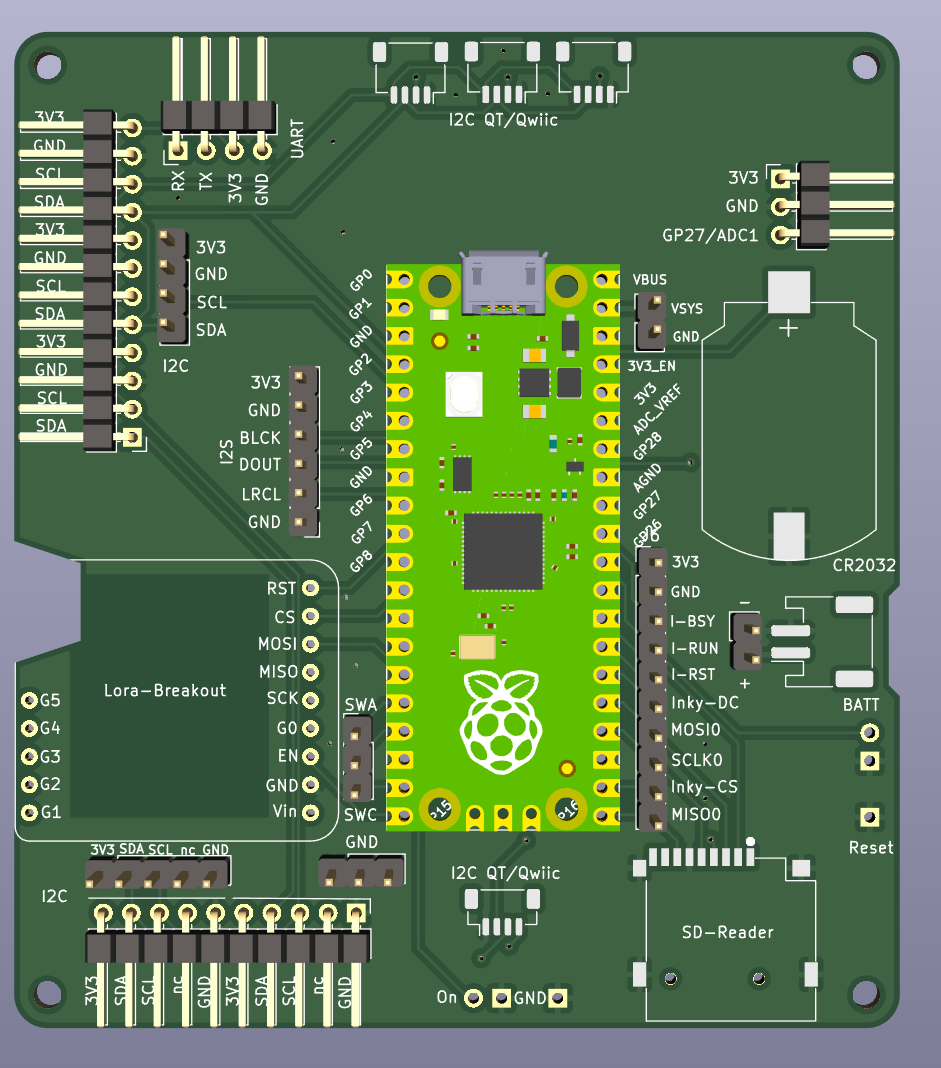 I2C QT/Qwiic
UART
RX
TX
3V3
GND
3V3
GND
SCL
SDA
3V3
GND
SCL
SDA
3V3
GND
SCL
SDA
3V3
GND
SCL
SDA
I2C
3V3
GND
GP27/ADC1
3V3
GND
BLCK
DOUT
LRCL
GND
I2S
GP0
GP1
GND
GP2
GP3
GP4
GP5
GND
GP6
GP7
GP8
VBUS
VSYS
GND
3V3_EN
3V3
ADC_VREF
GP28
AGND
GP27
GP26
+
CR2032
3V3
GND
I-BSY
I-RUN
I-RST
Inky-DC
MOSI0
SCLK0
Inky-CS
MISO0
−
+
BATT
Reset
RST
CS
MOSI
MISO
SCK
G0
EN
GND
Vin
Lora-Breakout
G5
G4
G3
G2
G1
SWA
SWC
GND
3V3 SDA SCL nc GND
I2C
3V3
SDA
SCL
nc
GND
3V3
SDA
SCL
nc
GND
I2C QT/Qwiic
On
GND
SD-Reader